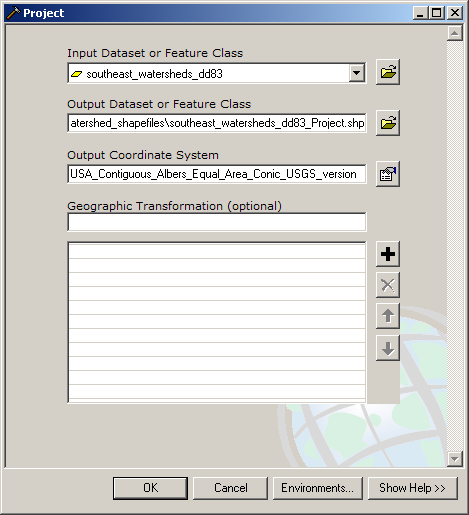 Project
Input Dataset or Feature Class
southeast_watersheds_dd83
Output Dataset or Feature Class
atershed_shapefiles\southeast_watersheds_dd83_Project.shp
Output Coordinate System
USA_Contiguous_Albers_Equal_Area_Conic_USGS_version
Geographic Transformation (optional)
OK
Cancel
Environments...
Show Help >>